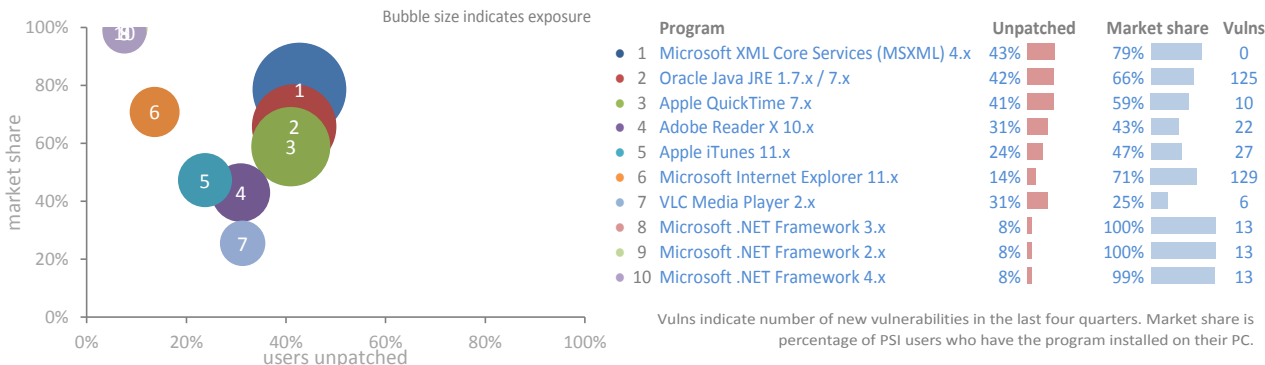 Bubble size indicates exposure
100%
80%
60%
40%
20%
0%
market share
0% 20% 40% 60% 80% 100%
users unpatched
10
6
1
2
3
5
4
7
Program Unpatched Market share Vulns
1 Microsoft XML Core Services (MSXML) 4.x 43% 79% 0
2 Oracle Java JRE 1.7.x / 7.x 42% 66% 125
3 Apple QuickTime 7.x 41% 59% 10
4 Adobe Reader X 10.x 31% 43% 22
5 Apple iTunes 11.x 24% 47% 27
6 Microsoft Internet Explorer 11.x 14% 71% 129
7 VLC Media Player 2.x 31% 25% 6
8 Microsoft .NET Framework 3.x 8% 100% 13
9 Microsoft .NET Framework 2.x 8% 100% 13
10 Microsoft .NET Framework 4.x 8% 99% 13
Vulns indicate number of new vulnerabilities in the last four quarters. Market share is
percentage of PSI users who have the program installed on their PC.